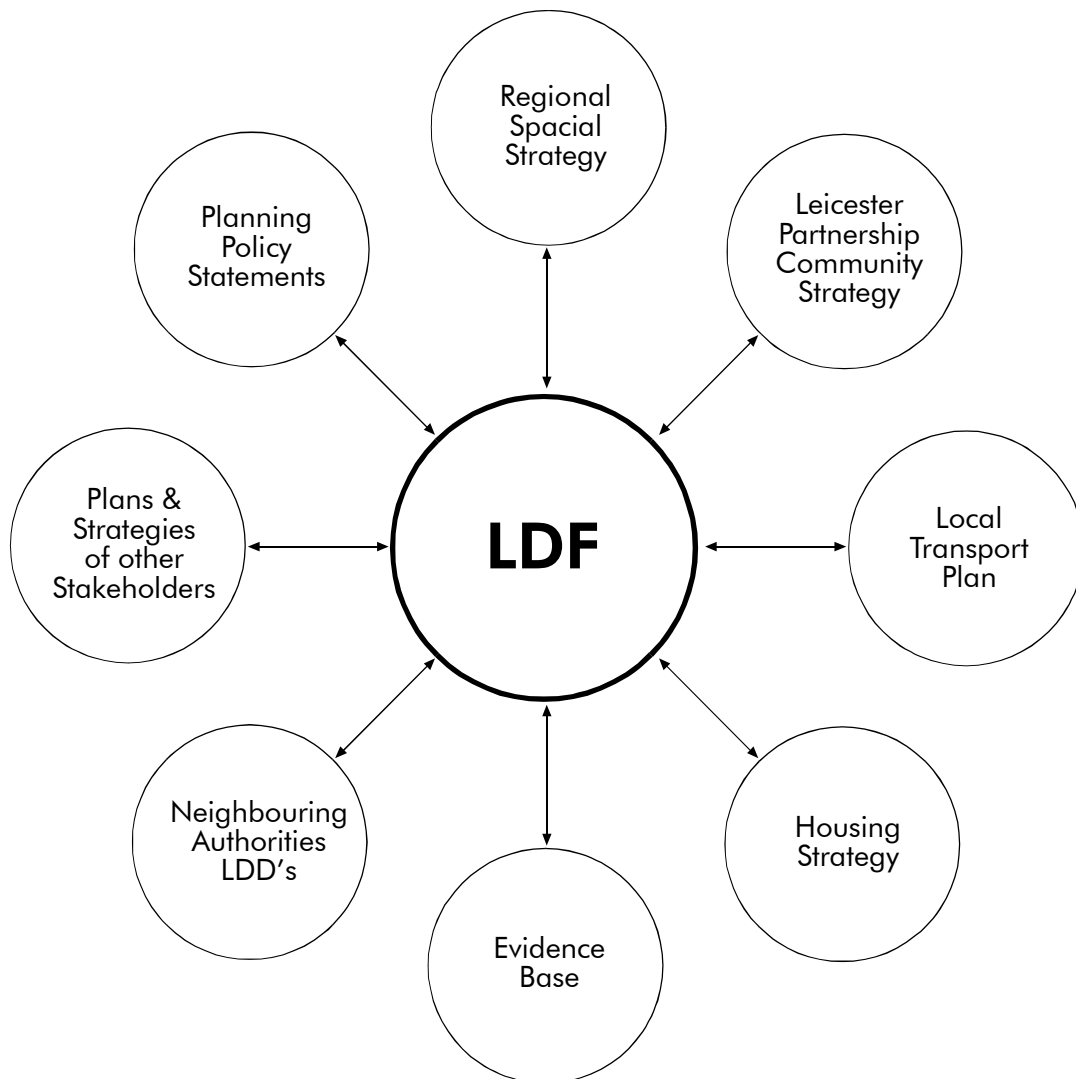 Regional
Spacial
Strategy
Planning
Policy
Statements
Leicester
Partnership
Community
Strategy
Plans &
Strategies
of other
Stakeholders
LDF
Local
Transport
Plan
Neighbouring
Authorities
LDD's
Housing
Strategy
Evidence
Base